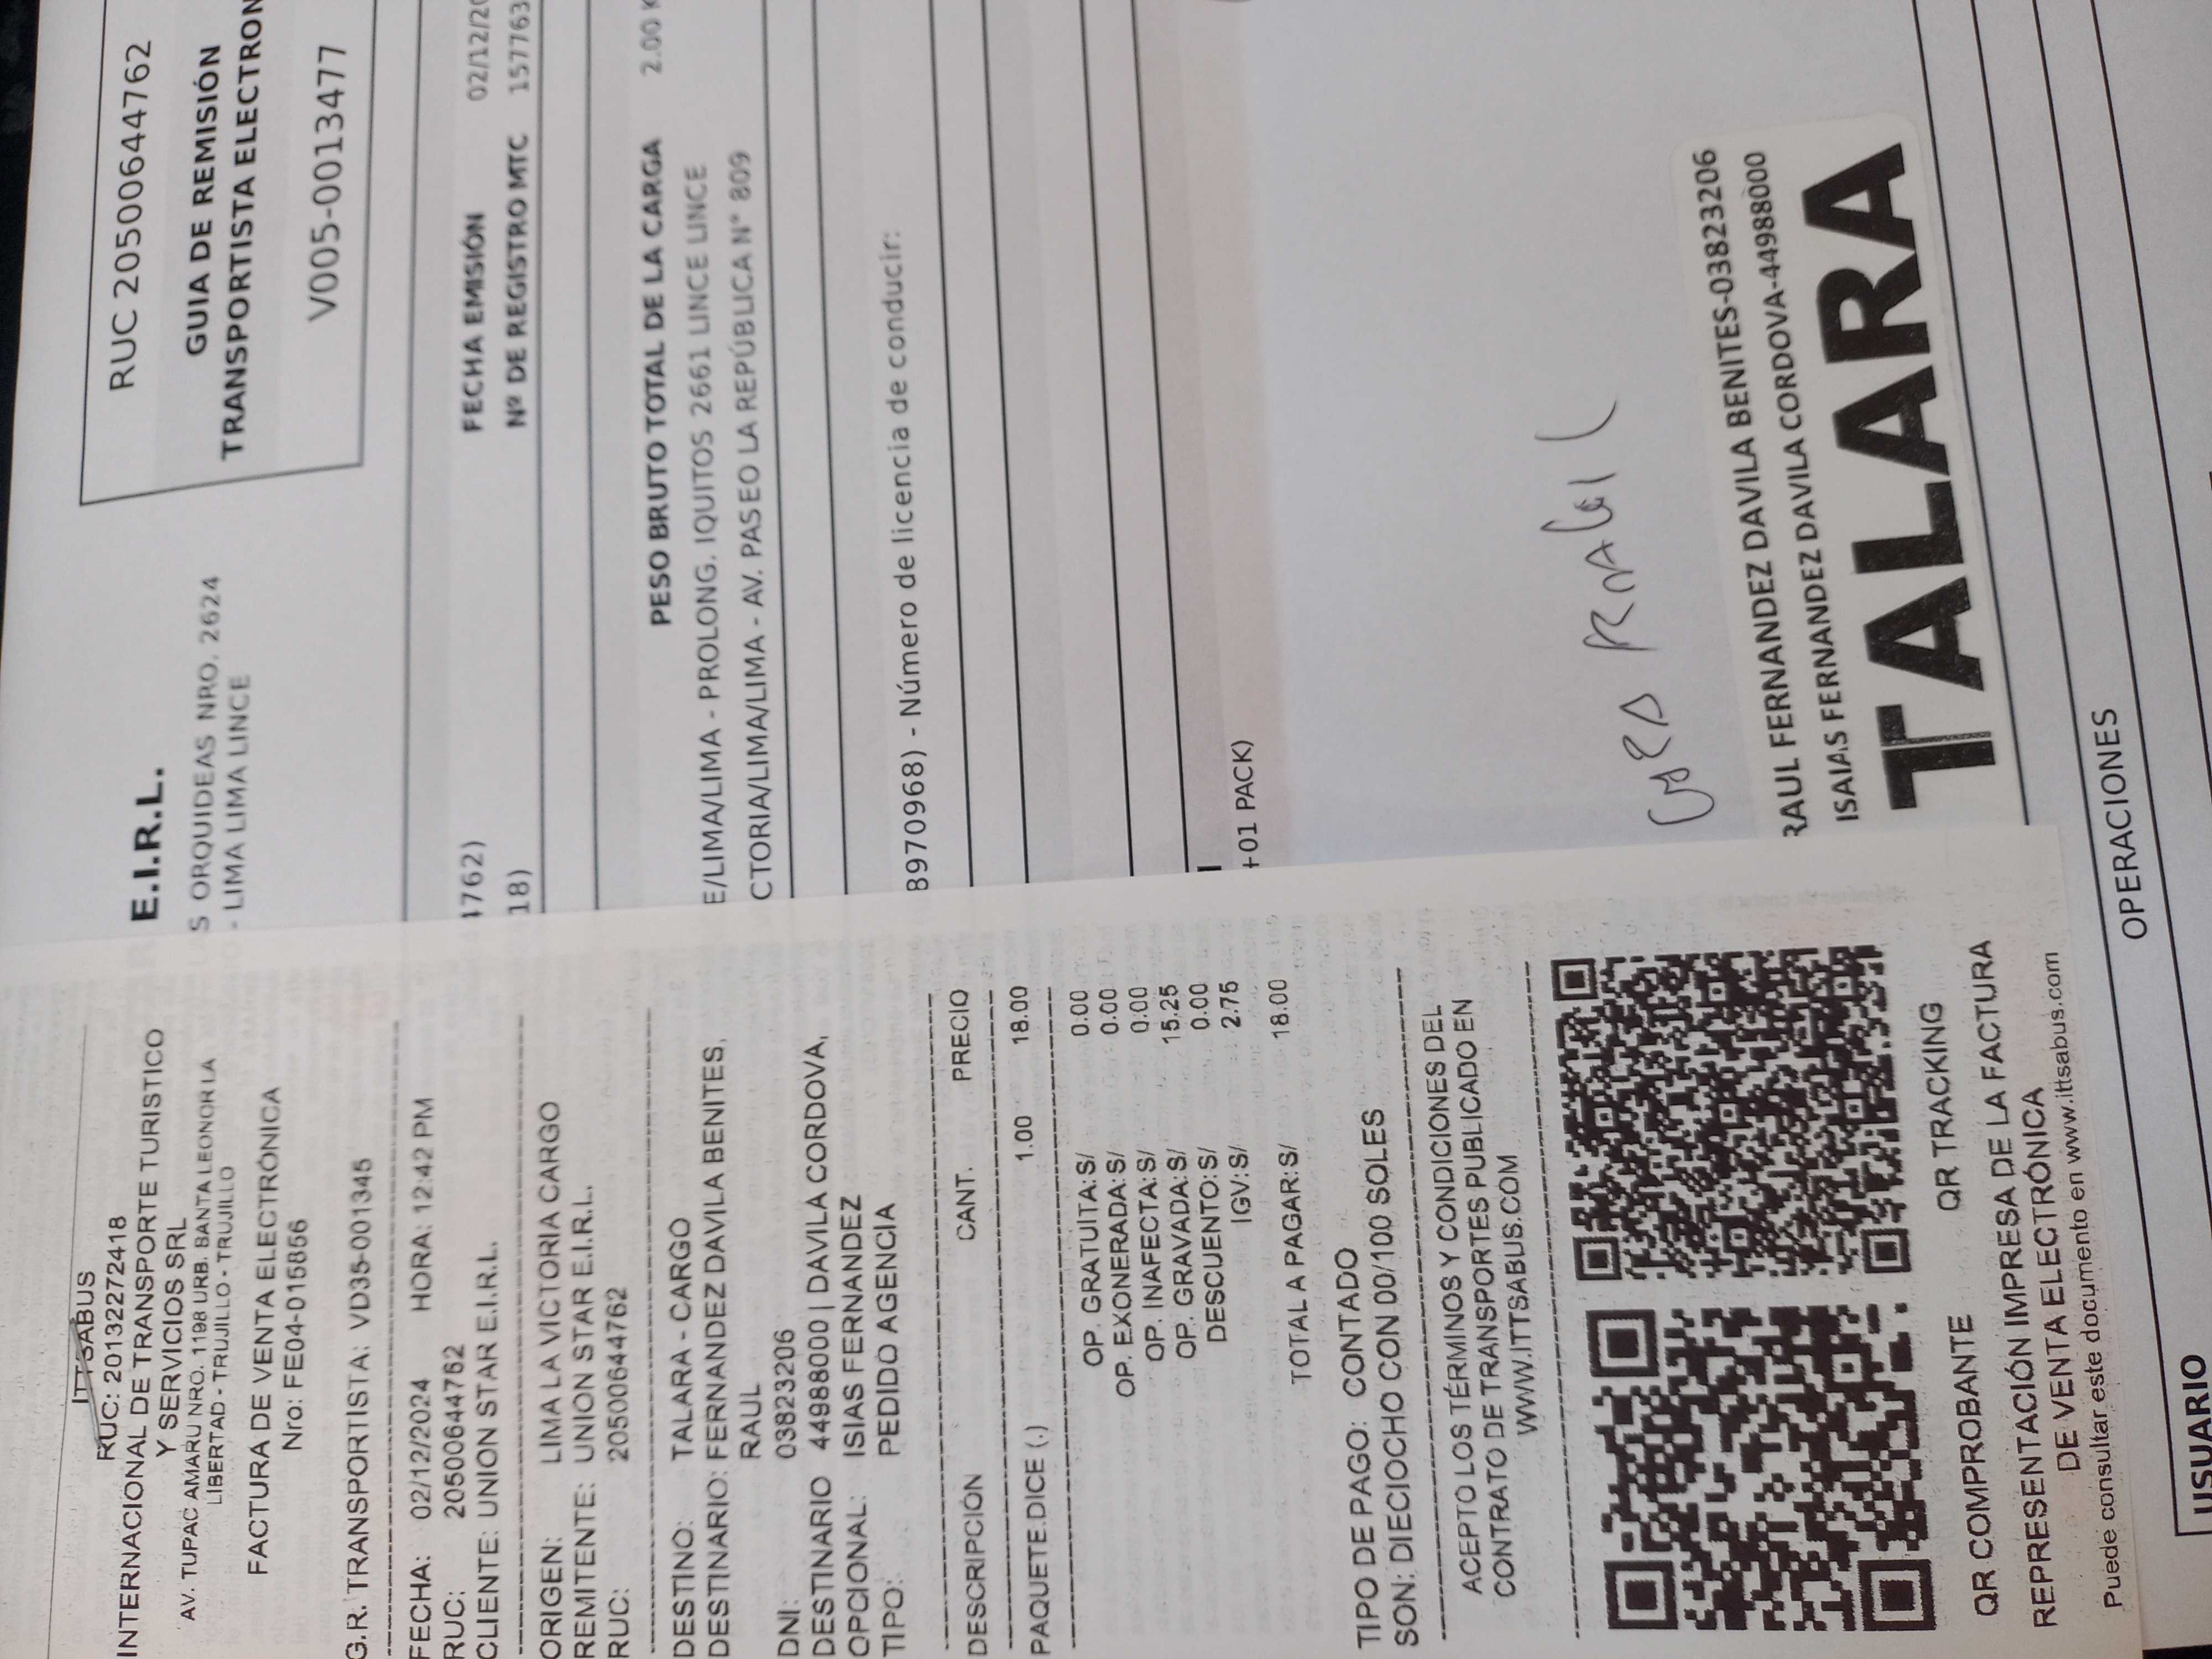 ITTSABUS
RUC: 20132272418
INTERNACIONAL DE TRANSPORTE TURISTICO
Y SERVICIOS SRL
AV. TUPAC AMARU NRO. 1198 URB. BANTA LEONOR LA
LIBERTAD - TRUJILLO - TRUJILLO
FACTURA DE VENTA ELECTRÓNICA
Nro: FE04-015856
G.R. TRANSPORTISTA: VD35-001345
FECHA: 02/12/2024 HORA: 12:42 PM
RUC: 20500644762
CLIENTE: UNION STAR E.I.R.L.
ORIGEN: LIMA LA VICTORIA CARGO
REMITENTE: UNION STAR E.I.R.L.
RUC: 20500644762
DESTINO: TALARA - CARGO
DESTINATARIO: FERNANDEZ DAVILA BENITES,
RAUL
DNI: 03823206
DESTINATARIO 44988000 | DAVILA CORDOVA,
OPCIONAL: ISIAS FERNANDEZ
TIPO: PEDIDO AGENCIA
DESCRIPCIÓN CANT. PRECIO
PAQUETE.DICE (.) 1.00 18.00
OP. GRATUITA:S/ 0.00
OP. EXONERADA:S/ 0.00
OP. INAFECTA:S/ 0.00
OP. GRAVADA:S/ 15.25
DESCUENTO:S/ 0.00
IGV:S/ 2.75
TOTAL A PAGAR:S/ 18.00
TIPO DE PAGO: CONTADO
SON: DIECIOCHO CON 00/100 SOLES
ACEPTO LOS TÉRMINOS Y CONDICIONES DEL
CONTRATO DE TRANSPORTES PUBLICADO EN
WWW.ITTSABUS.COM
QR COMPROBANTE QR TRACKING
REPRESENTACIÓN IMPRESA DE LA FACTURA
DE VENTA ELECTRÓNICA
Puede consultar este documento en www.ittsabus.com
E.I.R.L.
S ORQUIDEAS NRO. 2624
- LIMA LIMA LINCE
RUC 20500644762
GUIA DE REMISIÓN
TRANSPORTISTA ELECTRON
V005-0013477
4762) FECHA EMISIÓN 02/12/20
18) Nº DE REGISTRO MTC 157763
PESO BRUTO TOTAL DE LA CARGA 2.00 K
E/LIMA/LIMA - PROLONG. IQUITOS 2661 LINCE LINCE
CTORIA/LIMA/LIMA - AV. PASEO LA REPÚBLICA N° 809
8970968) - Número de licencia de conducir:
+01 PACK)
RAUL FERNANDEZ DAVILA BENITES-03823206
ISAIAS FERNANDEZ DAVILA CORDOVA-44988000
TALARA
OPERACIONES
USUARIO